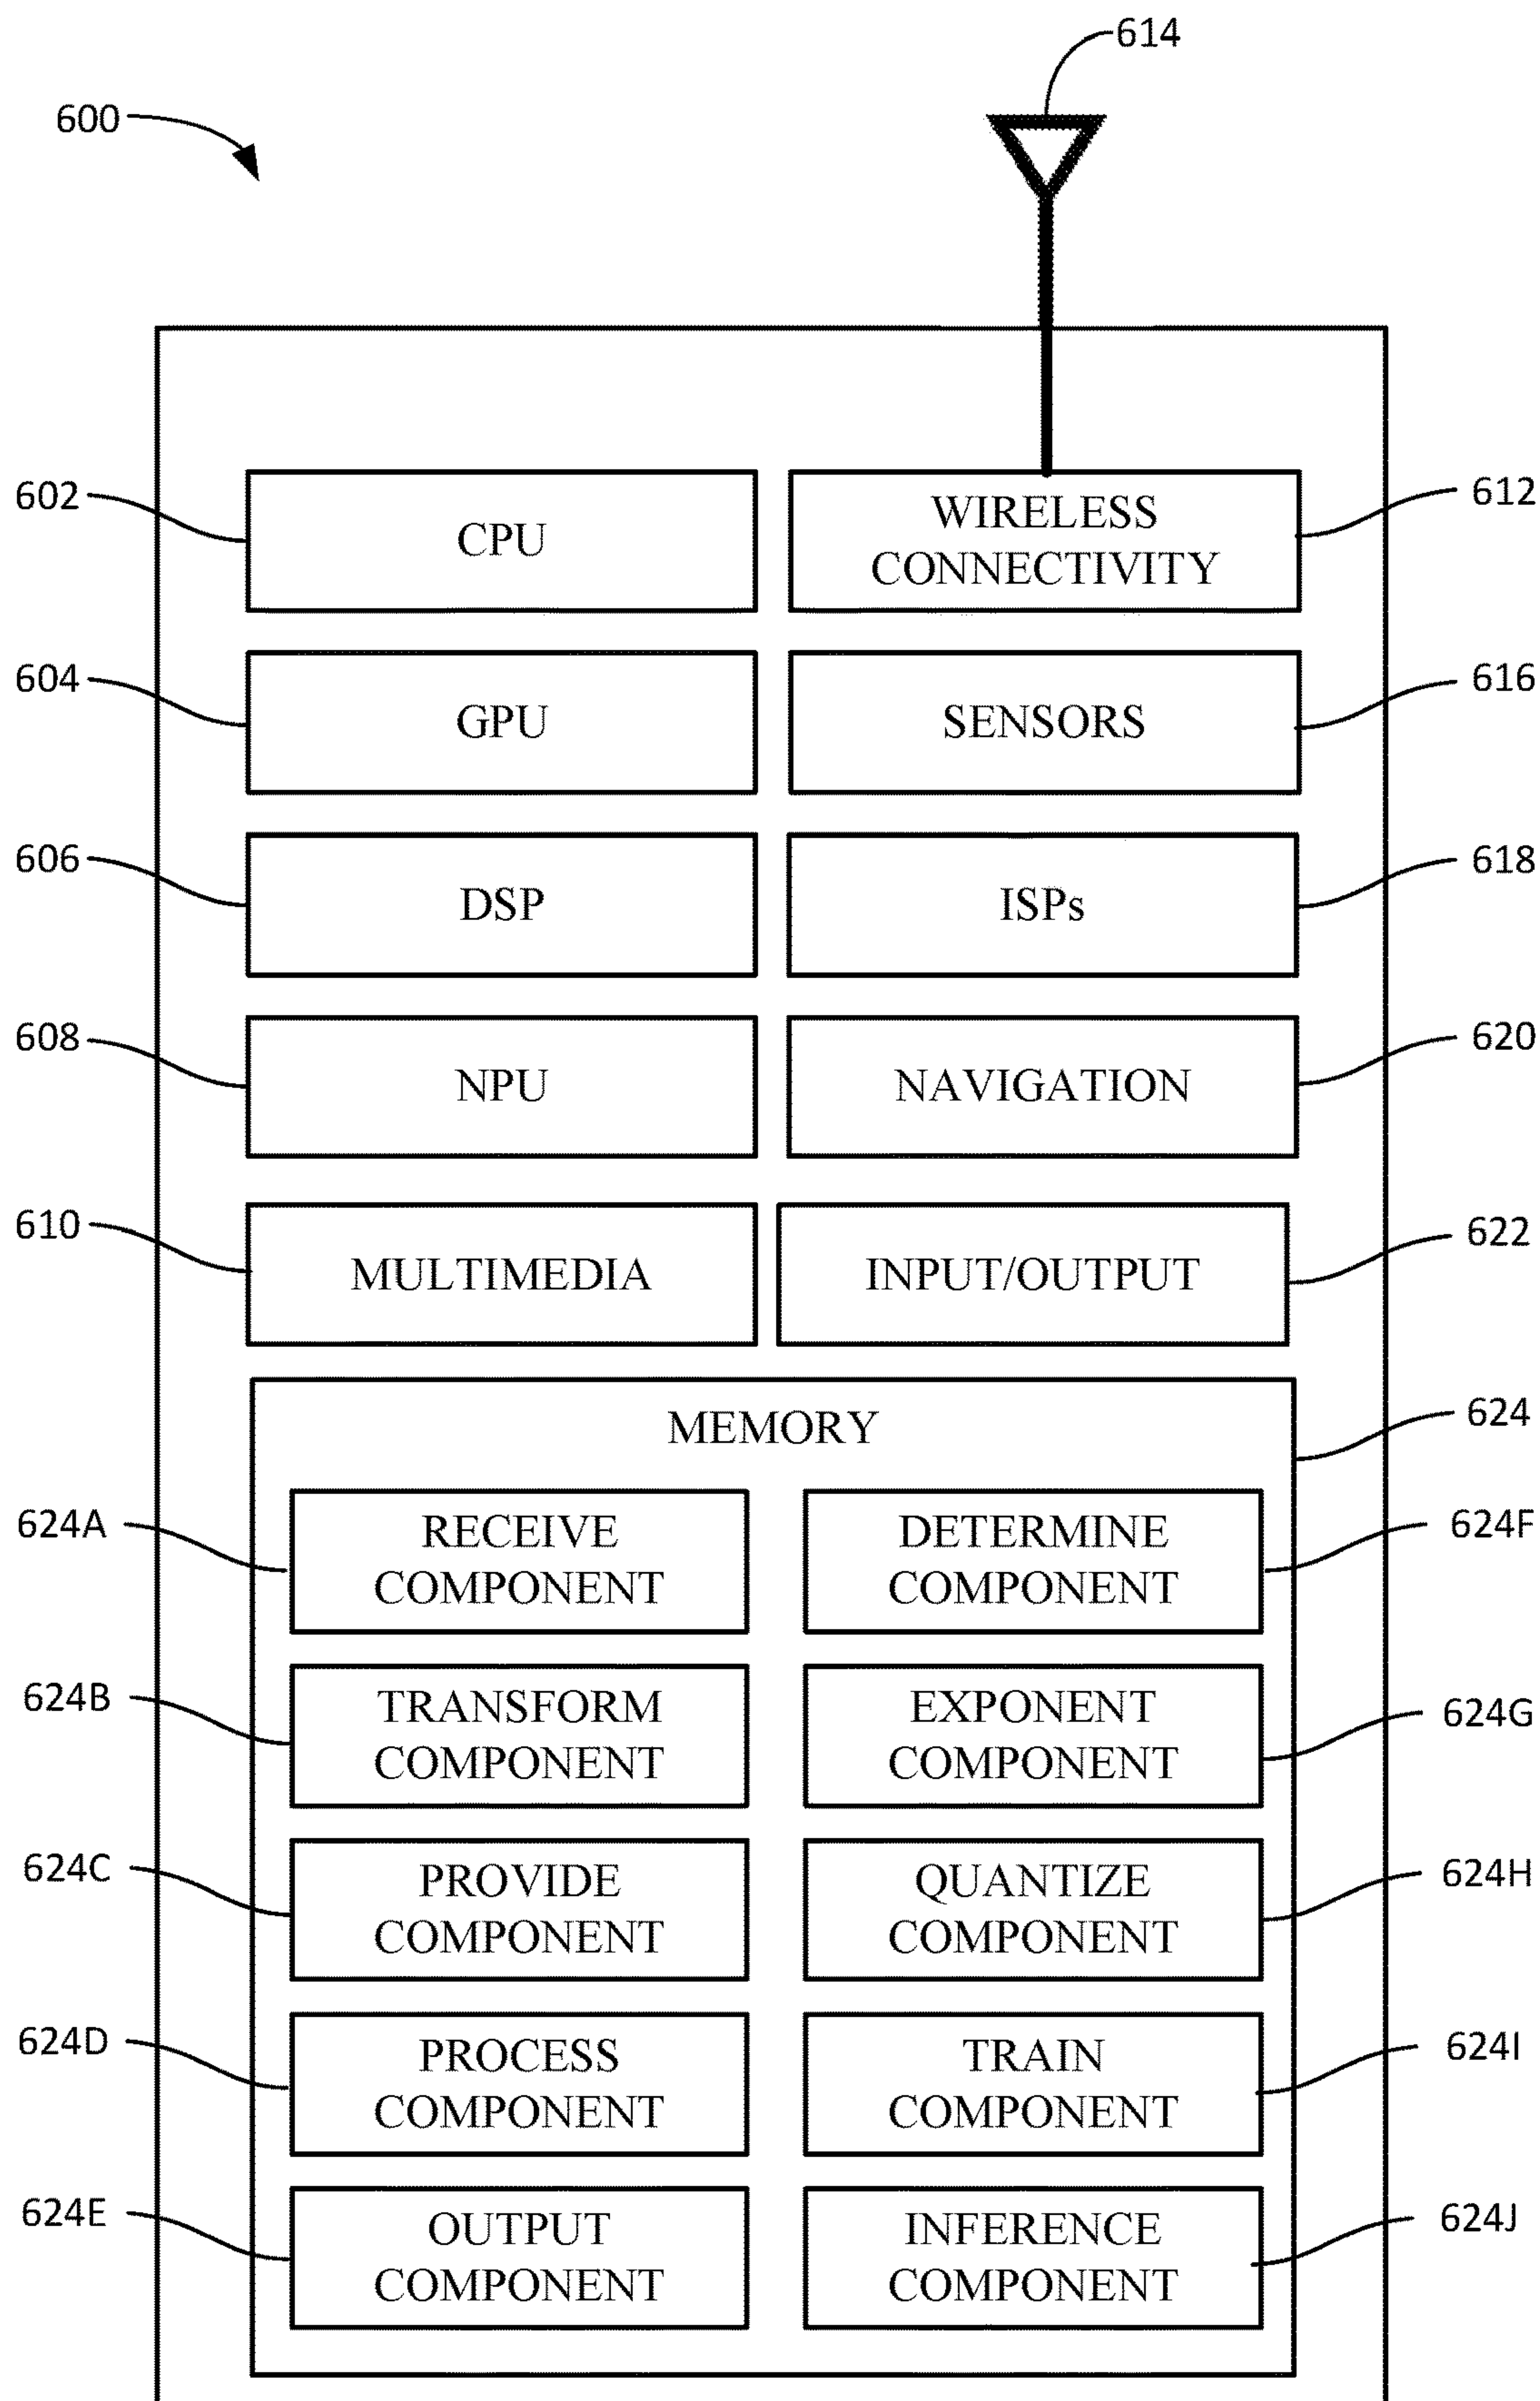 614
600
602
CPU
WIRELESS
CONNECTIVITY
612
604
GPU
SENSORS
616
606
DSP
ISPs
618
608
NPU
NAVIGATION
620
610
MULTIMEDIA
INPUT/OUTPUT
622
MEMORY
624
624A
RECEIVE
COMPONENT
DETERMINE
COMPONENT
624F
624B
TRANSFORM
COMPONENT
EXPONENT
COMPONENT
624G
624C
PROVIDE
COMPONENT
QUANTIZE
COMPONENT
624H
624D
PROCESS
COMPONENT
TRAIN
COMPONENT
624I
624E
OUTPUT
COMPONENT
INFERENCE
COMPONENT
624J